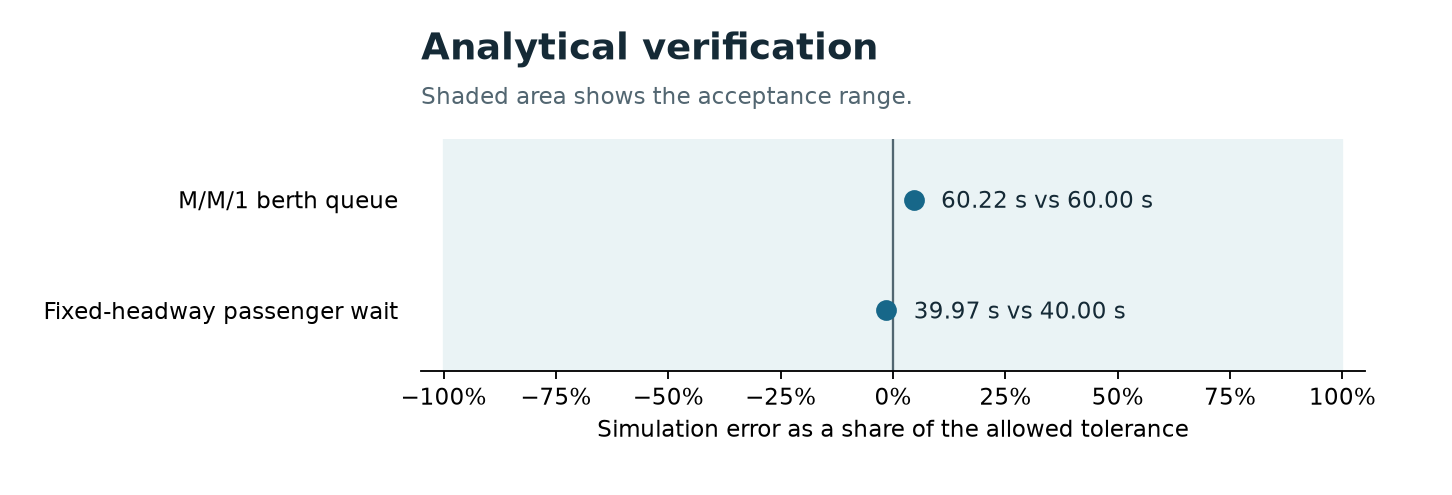 Analytical verification
Shaded area shows the acceptance range.
M/M/1 berth queue
60.22 s vs 60.00 s
Fixed-headway passenger wait
39.97 s vs 40.00 s
−100% −75% −50% −25% 0% 25% 50% 75% 100%
Simulation error as a share of the allowed tolerance